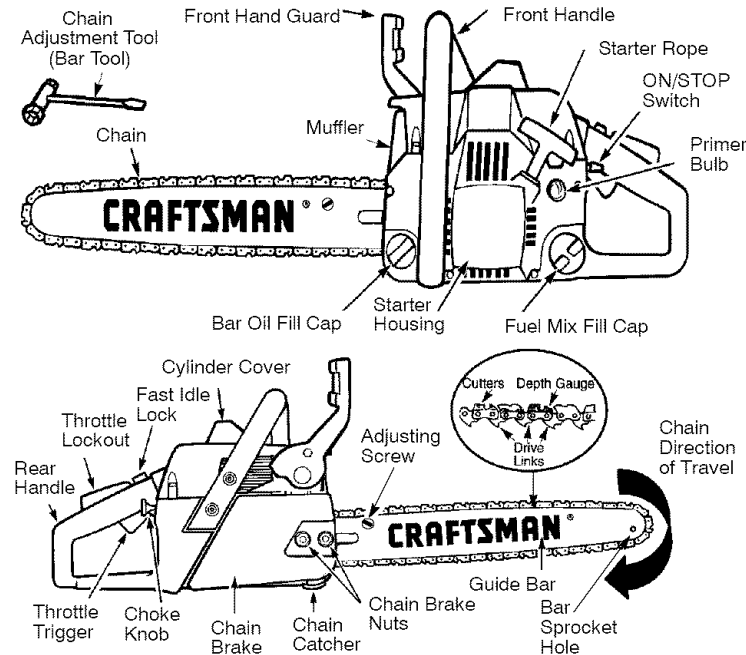 Chain
Adjustment Tool
(Bar Tool)
Front Hand Guard
Front Handle
Starter Rope
ON/STOP
Switch
Primer
Bulb
Muffler
Chain
CRAFTSMAN®
Bar Oil Fill Cap
Starter
Housing
Fuel Mix Fill Cap
Cylinder Cover
Fast Idle
Lock
Throttle
Lockout
Rear
Handle
Adjusting
Screw
Cutters
Depth Gauge
Drive
Links
Chain
Direction
of Travel
CRAFTSMAN®
Throttle
Trigger
Choke
Knob
Chain
Brake
Chain
Catcher
Chain Brake
Nuts
Guide Bar
Bar
Sprocket
Hole